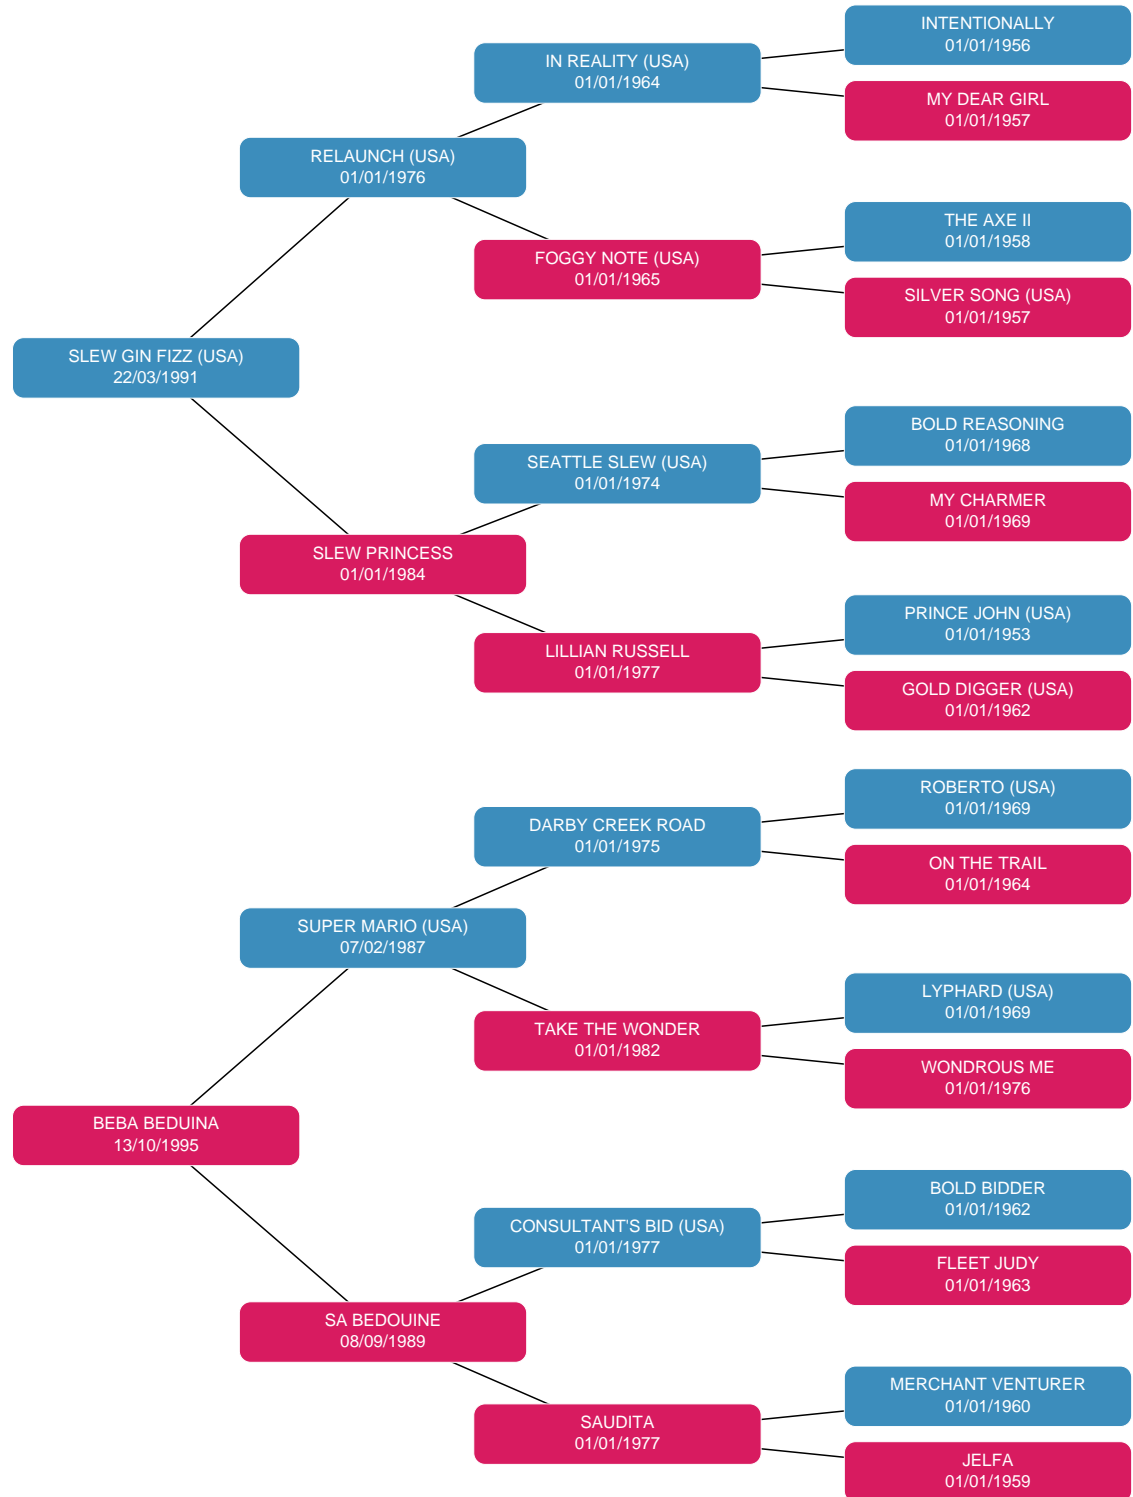 INTENTIONALLY
01/01/1956
IN REALITY (USA)
01/01/1964
MY DEAR GIRL
01/01/1957
RELAUNCH (USA)
01/01/1976
THE AXE II
01/01/1958
FOGGY NOTE (USA)
01/01/1965
SILVER SONG (USA)
01/01/1957
SLEW GIN FIZZ (USA)
22/03/1991
BOLD REASONING
01/01/1968
SEATTLE SLEW (USA)
01/01/1974
MY CHARMER
01/01/1969
SLEW PRINCESS
01/01/1984
PRINCE JOHN (USA)
01/01/1953
LILLIAN RUSSELL
01/01/1977
GOLD DIGGER (USA)
01/01/1962
ROBERTO (USA)
01/01/1969
DARBY CREEK ROAD
01/01/1975
ON THE TRAIL
01/01/1964
SUPER MARIO (USA)
07/02/1987
LYPHARD (USA)
01/01/1969
TAKE THE WONDER
01/01/1982
WONDROUS ME
01/01/1976
BEBA BEDUINA
13/10/1995
BOLD BIDDER
01/01/1962
CONSULTANT'S BID (USA)
01/01/1977
FLEET JUDY
01/01/1963
SA BEDOUINE
08/09/1989
MERCHANT VENTURER
01/01/1960
SAUDITA
01/01/1977
JELFA
01/01/1959